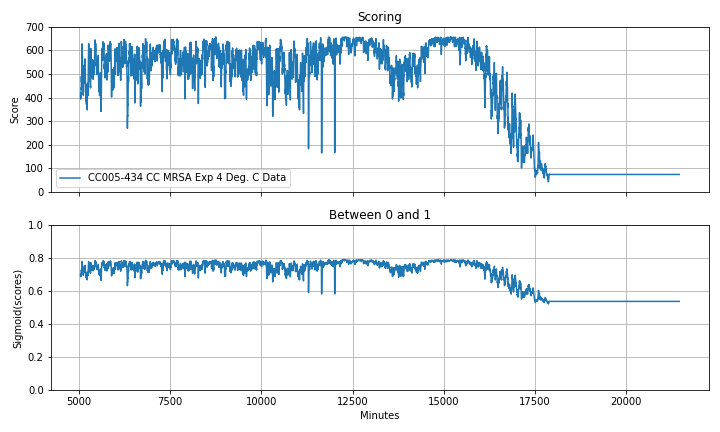 Scoring
700
600
500
400
300
200
100
0
Score
CC005-434 CC MRSA Exp 4 Deg. C Data
Between 0 and 1
1.0
0.8
0.6
0.4
0.2
0.0
Sigmoid(scores)
5000 7500 10000 12500 15000 17500 20000
Minutes